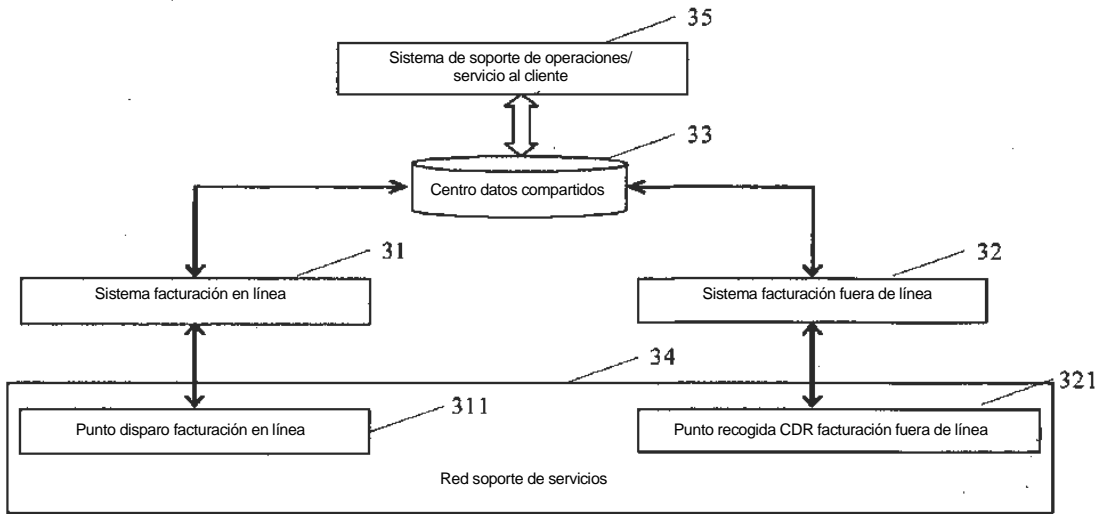 35
Sistema de soporte de operaciones/
servicio al cliente
33
Centro datos compartidos
31
Sistema facturación en línea
32
Sistema facturación fuera de línea
34
321
311
Punto disparo facturación en línea
Punto recogida CDR facturación fuera de línea
Red soporte de servicios